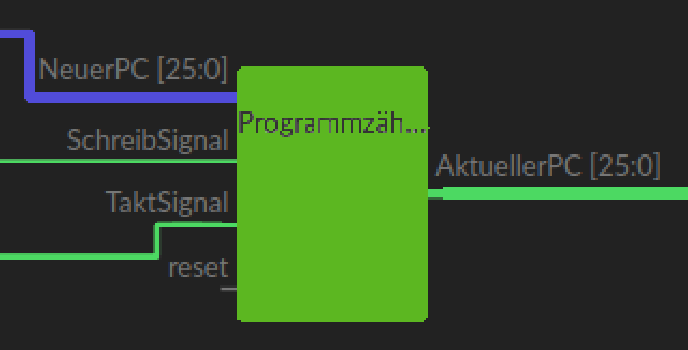 NeuerPC [25:0]
Programmzäh...
SchreibSignal
AktuellerPC [25:0]
TaktSignal
reset